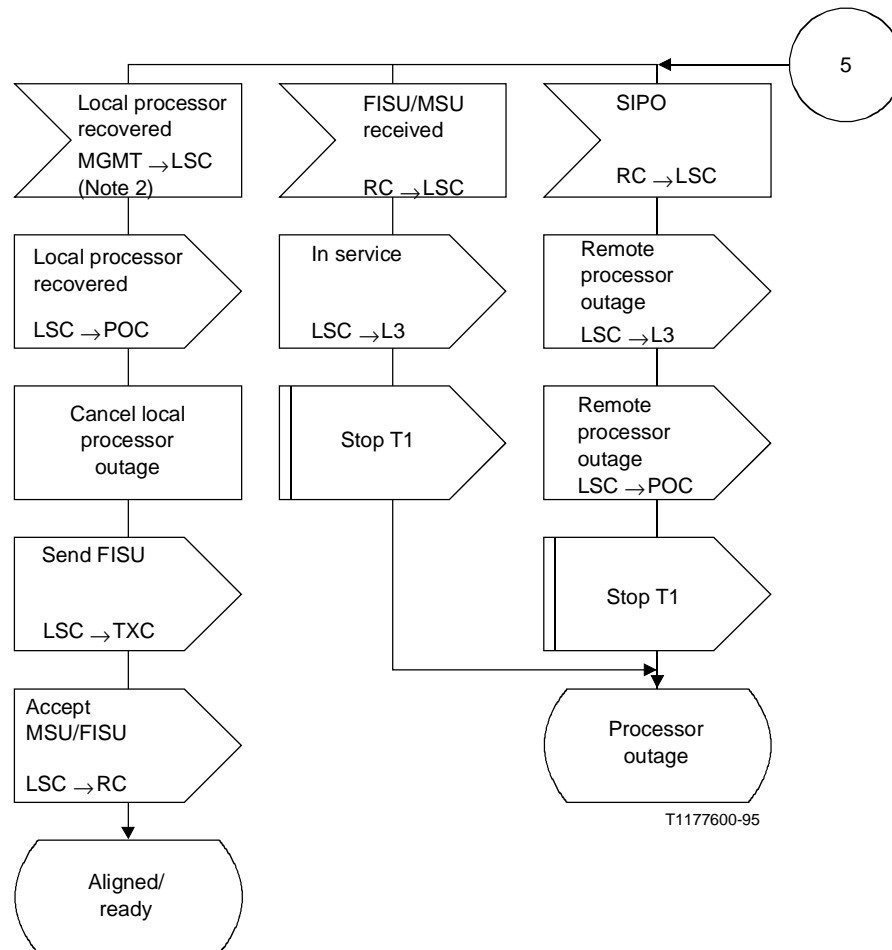 5
Local processor
recovered
MGMT → LSC
(Note 2)
FISU/MSU
received
RC → LSC
SIPO
RC → LSC
Local processor
recovered
LSC → POC
In service
LSC → L3
Remote
processor
outage
LSC → L3
Cancel local
processor
outage
Stop T1
Remote
processor
outage
LSC → POC
Send FISU
LSC → TXC
Stop T1
Accept
MSU/FISU
LSC → RC
Processor
outage
T1177600-95
Aligned/
ready